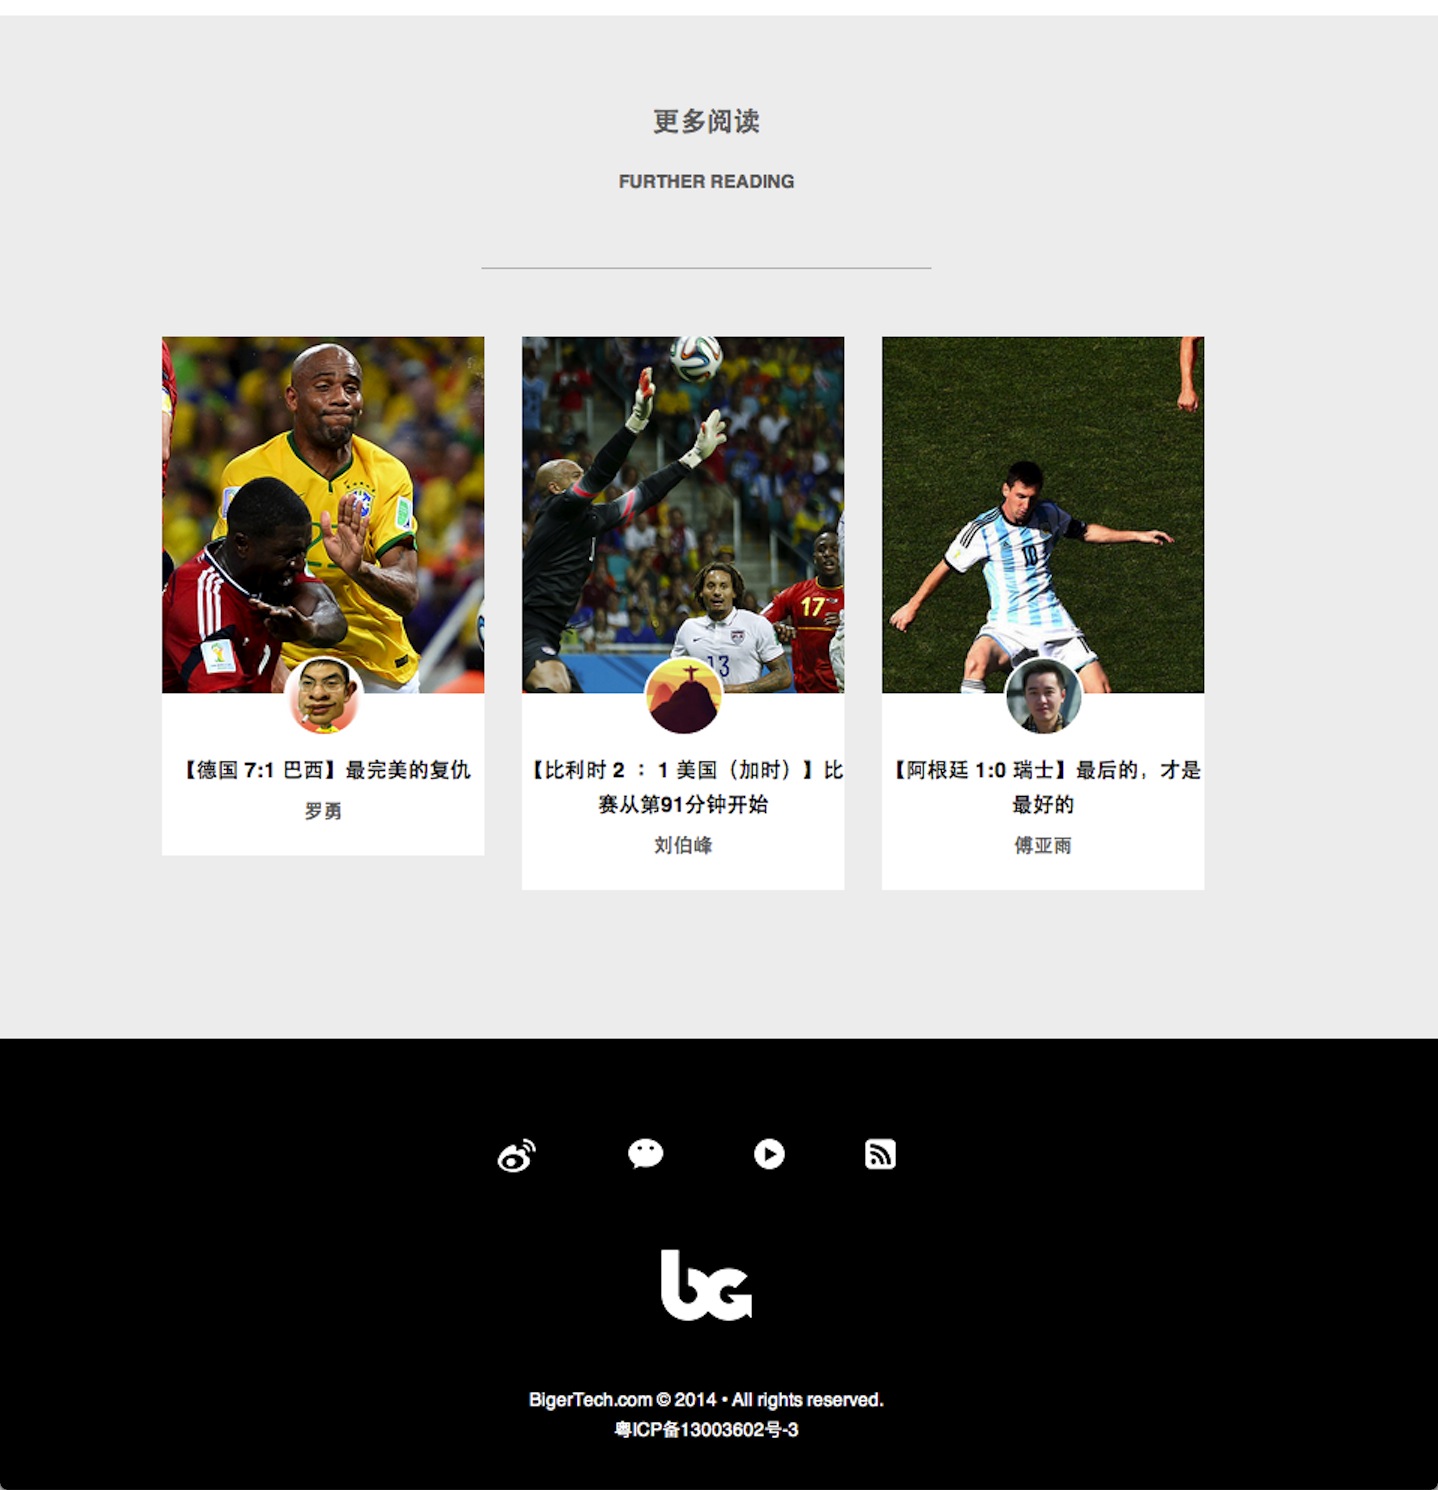 更多阅读
FURTHER READING
17
13
10
【德国 7:1 巴西】最完美的复仇
罗勇
【比利时 2 ： 1 美国（加时）】比
赛从第91分钟开始
刘伯峰
【阿根廷 1:0 瑞士】最后的，才是
最好的
傅亚雨
bG
BigerTech.com © 2014 • All rights reserved.
粤ICP备13003602号-3